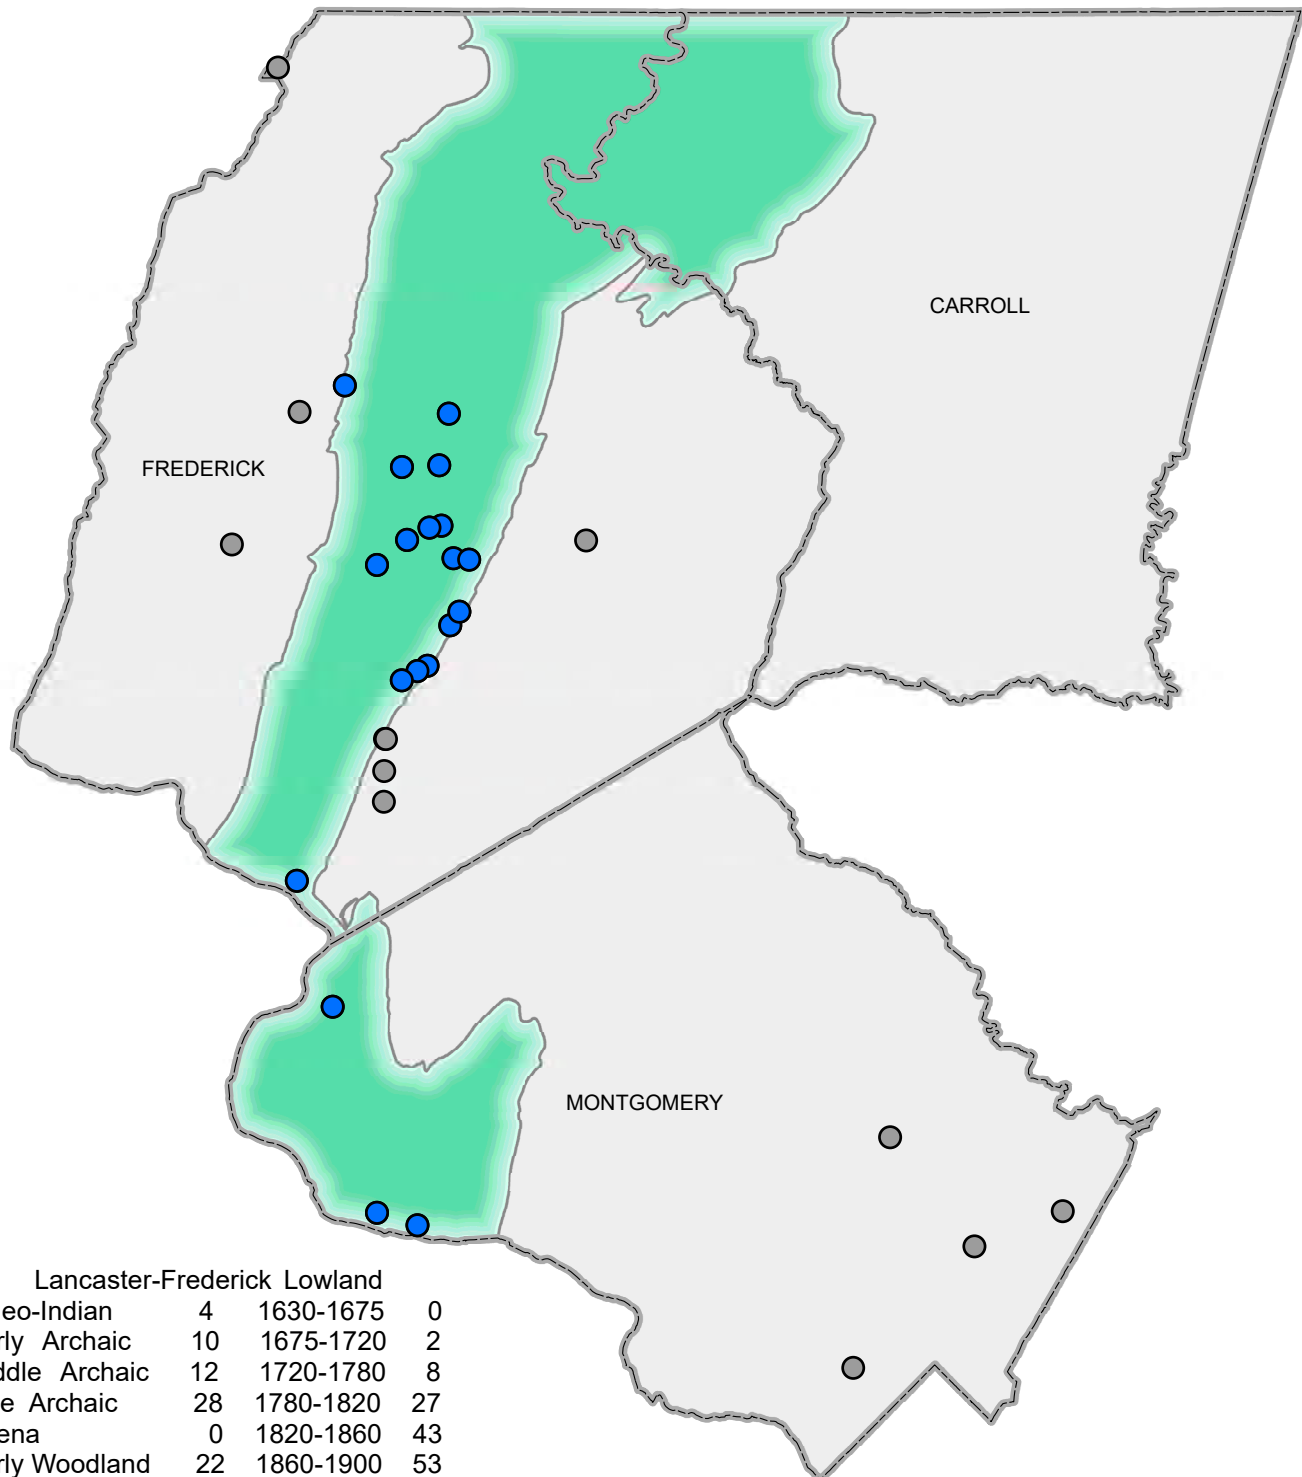 CARROLL
FREDERICK
MONTGOMERY
Lancaster-Frederick Lowland
eo-Indian 4 1630-1675 0
rly Archaic 10 1675-1720 2
ddle Archaic 12 1720-1780 8
e Archaic 28 1780-1820 27
ena 0 1820-1860 43
rly Woodland 22 1860-1900 53